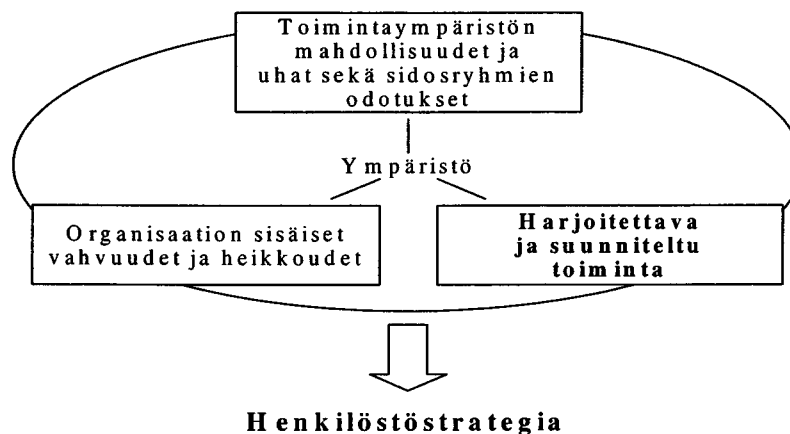 Toimintaympäristön
mahdollisuudet ja
uhat sekä sidosryhmien
odotukset
Ympäristö
Organisaation sisäiset
vahvuudet ja heikkoudet
Harjoitettava
ja suunniteltu
toiminta
Henkilöstöstrategia